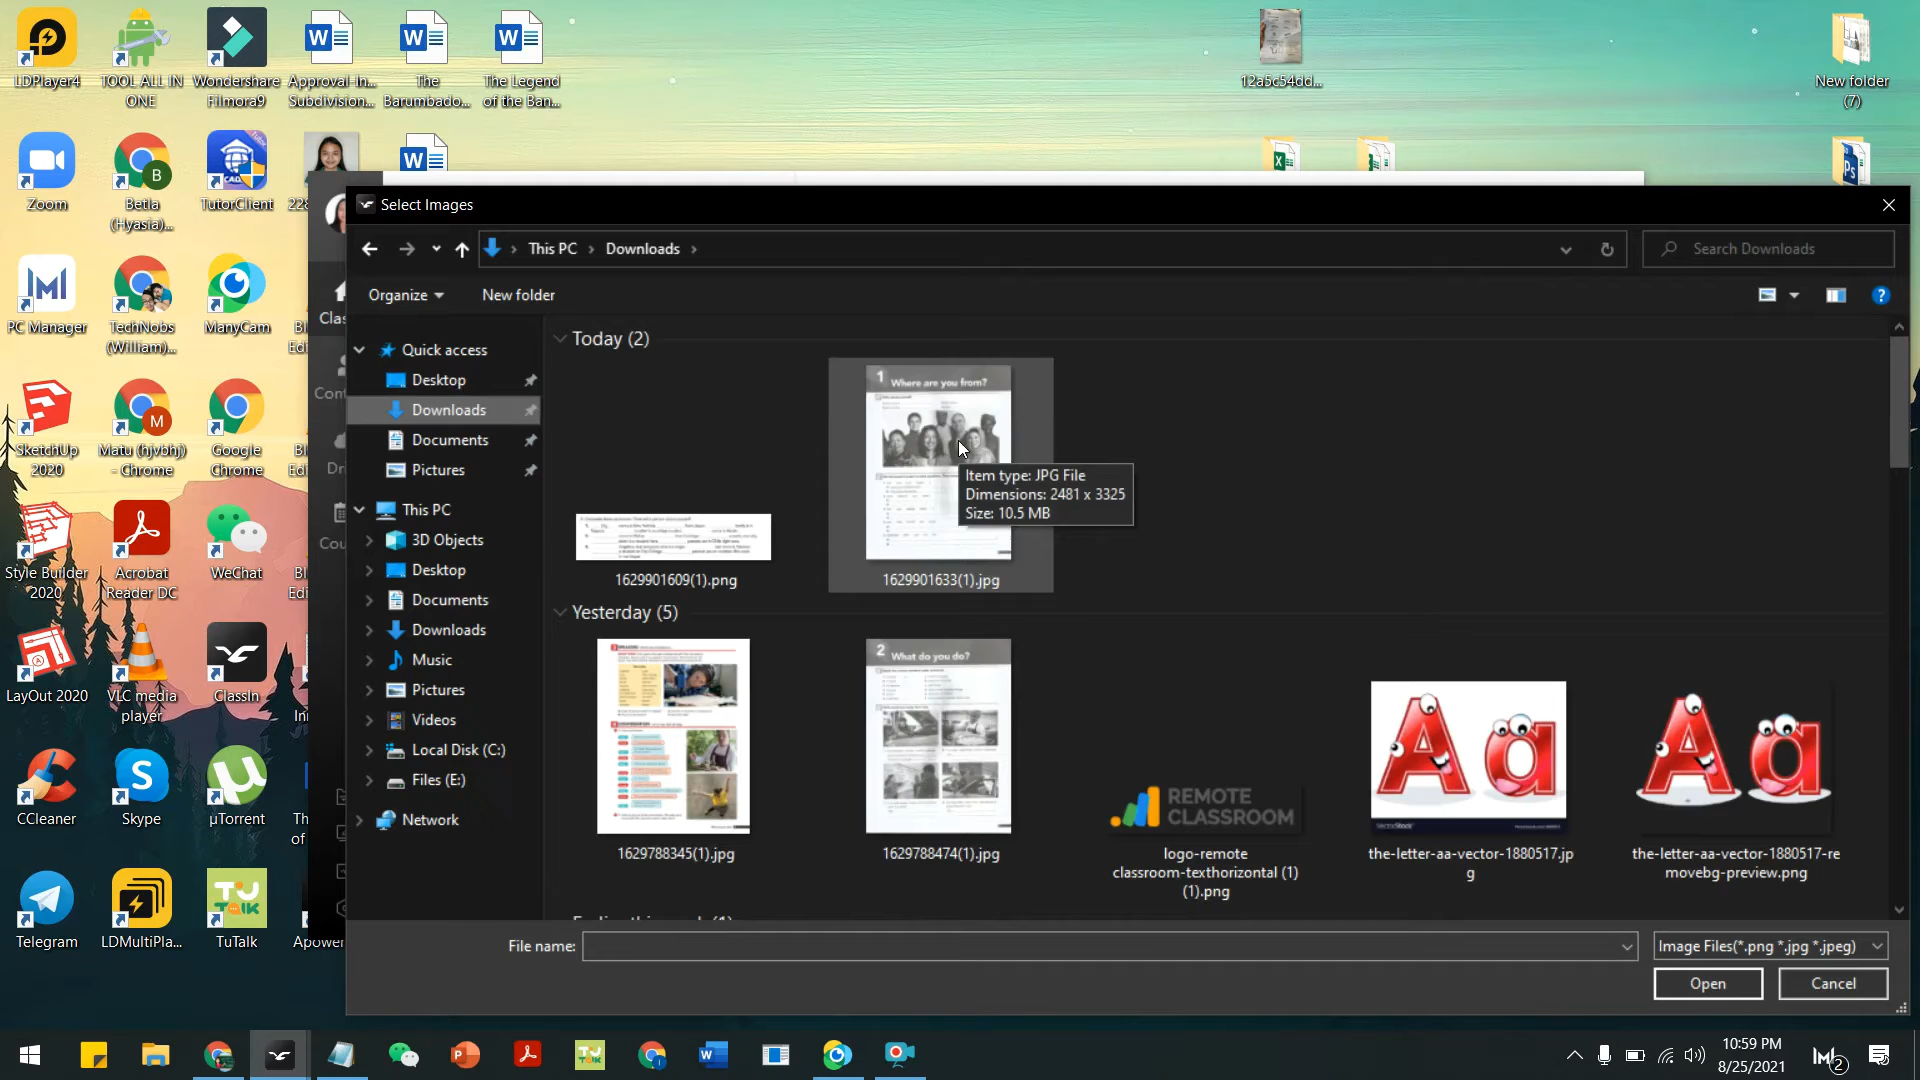 LDPlayer4
TOOL ALL IN
ONE
Wondershare
Filmora9
Approval-In...
Subdivision...
The
Barumbado...
The Legend
of the Ban...
12a5c54dd...
New folder
(7)
Zoom
Betla
(Hyasia)...
TutorClient
PC Manager
TechNobs
(William)...
ManyCam
SketchUp
2020
Matu (hjvbhj)
- Chrome
Google
Chrome
Style Builder
2020
Acrobat
Reader DC
WeChat
LayOut 2020
VLC media
player
ClassIn
CCleaner
Skype
µTorrent
Telegram
LDMultiPla...
TuTalk
Select Images
This PC
Downloads
Search Downloads
Organize
New folder
Quick access
Desktop
Downloads
Documents
Pictures
This PC
3D Objects
Desktop
Documents
Downloads
Music
Pictures
Videos
Local Disk (C:)
Files (E:)
Network
Today (2)
1 Where are you from?
Item type: JPG File
Dimensions: 2481 x 3325
Size: 10.5 MB
1629901609(1).png
1629901633(1).jpg
Yesterday (5)
2 What do you do?
REMOTE
CLASSROOM
Aa
Aa
1629788345(1).jpg
1629788474(1).jpg
logo-remote
classroom-texthorizontal (1)
(1).png
the-letter-aa-vector-1880517.jp
g
the-letter-aa-vector-1880517-re
movebg-preview.png
File name:
Image Files(*.png *.jpg *.jpeg)
Open
Cancel
10:59 PM
8/25/2021
2